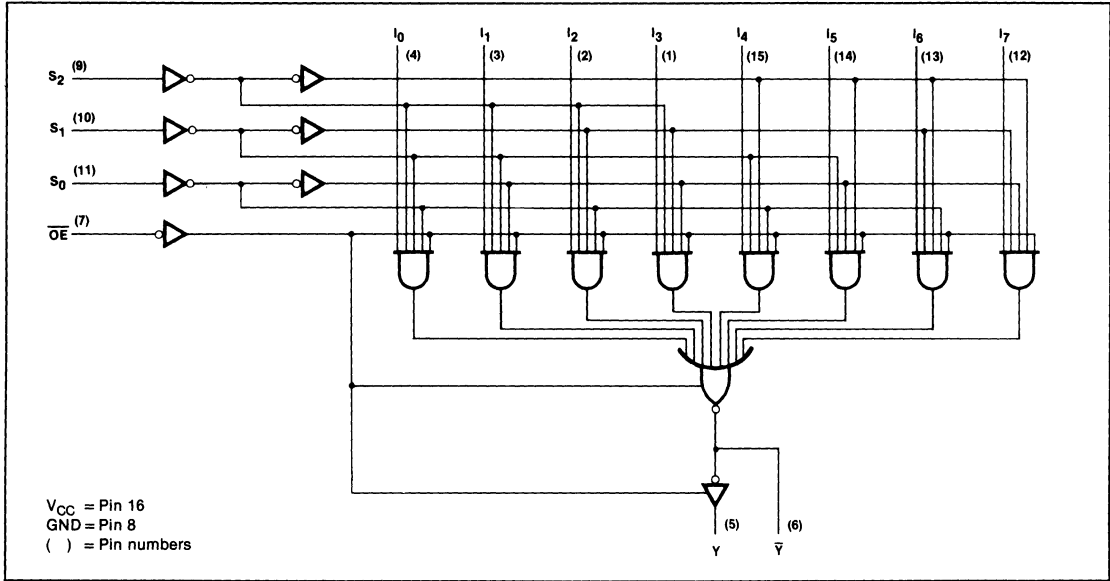 I0 I1 I2 I3 I4 I5 I6 I7
(4) (3) (2) (1) (15) (14) (13) (12)
S2 (9)
S1 (10)
S0 (11)
O̅E̅ (7)
(5) (6)
Y Y̅
VCC = Pin 16
GND = Pin 8
( ) = Pin numbers